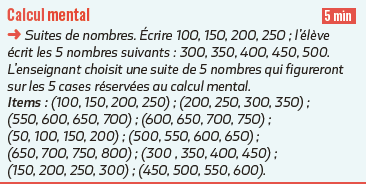 Calcul mental
5 min
➜ Suites de nombres. Écrire 100, 150, 200, 250 ; l'élève
écrit les 5 nombres suivants : 300, 350, 400, 450, 500.
L'enseignant choisit une suite de 5 nombres qui figureront
sur les 5 cases réservées au calcul mental.
Items : (100, 150, 200, 250) ; (200, 250, 300, 350) ;
(550, 600, 650, 700) ; (600, 650, 700, 750) ;
(50, 100, 150, 200) ; (500, 550, 600, 650) ;
(650, 700, 750, 800) ; (300 , 350, 400, 450) ;
(150, 200, 250, 300) ; (450, 500, 550, 600).